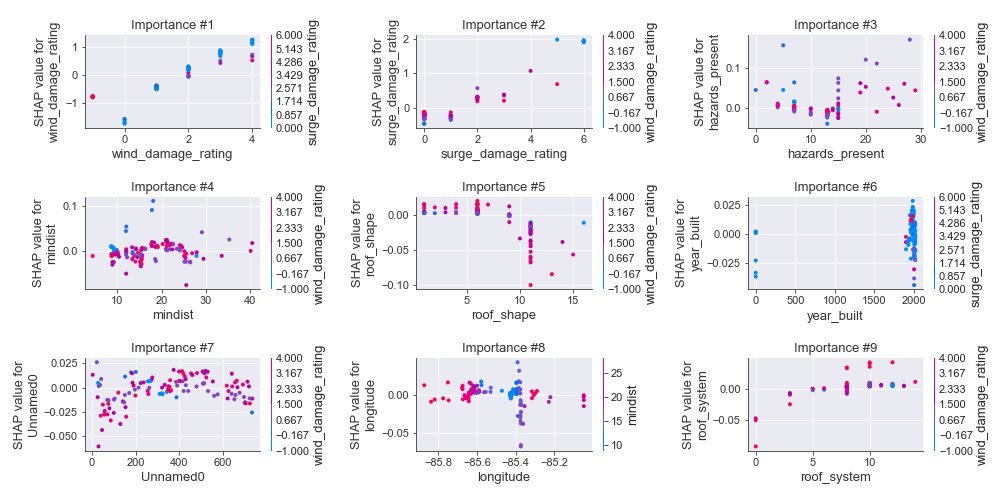 Importance #1
SHAP value for
wind_damage_rating
1
0
−1
0
2
4
wind_damage_rating
6.000
5.143
4.286
3.429
2.571
1.714
0.857
0.000
surge_damage_rating
Importance #2
SHAP value for
surge_damage_rating
2
1
0
0
2
4
6
surge_damage_rating
4.000
3.167
2.333
1.500
0.667
−0.167
−1.000
wind_damage_rating
Importance #3
SHAP value for
hazards_present
0.1
0.0
10
20
30
hazards_present
4.000
3.167
2.333
1.500
0.667
−0.167
−1.000
wind_damage_rating
Importance #4
SHAP value for
mindist
0.1
0.0
10
20
30
40
mindist
4.000
3.167
2.333
1.500
0.667
−0.167
−1.000
wind_damage_rating
Importance #5
SHAP value for
roof_shape
0.00
−0.05
−0.10
5
10
15
roof_shape
4.000
3.167
2.333
1.500
0.667
−0.167
−1.000
wind_damage_rating
Importance #6
SHAP value for
year_built
0.025
0.000
−0.025
0
500
1000
1500
2000
year_built
6.000
5.143
4.286
3.429
2.571
1.714
0.857
0.000
surge_damage_rating
Importance #7
SHAP value for
Unnamed0
0.025
0.000
−0.025
−0.050
0
200
400
600
Unnamed0
4.000
3.167
2.333
1.500
0.667
−0.167
−1.000
wind_damage_rating
Importance #8
SHAP value for
longitude
0.00
−0.05
−85.8
−85.6
−85.4
−85.2
longitude
25
20
15
10
mindist
Importance #9
SHAP value for
roof_system
0.00
−0.05
0
5
10
roof_system
4.000
3.167
2.333
1.500
0.667
−0.167
−1.000
wind_damage_rating